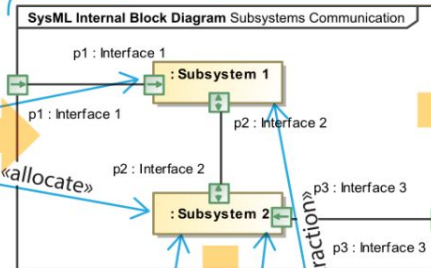 SysML Internal Block Diagram Subsystems Communication
p1 : Interface 1
: Subsystem 1
p1 : Interface 1
p2 : Interface 2
p2 : Interface 2
«allocate»
p3 : Interface 3
: Subsystem 2
raction»
p3 : Interface 3